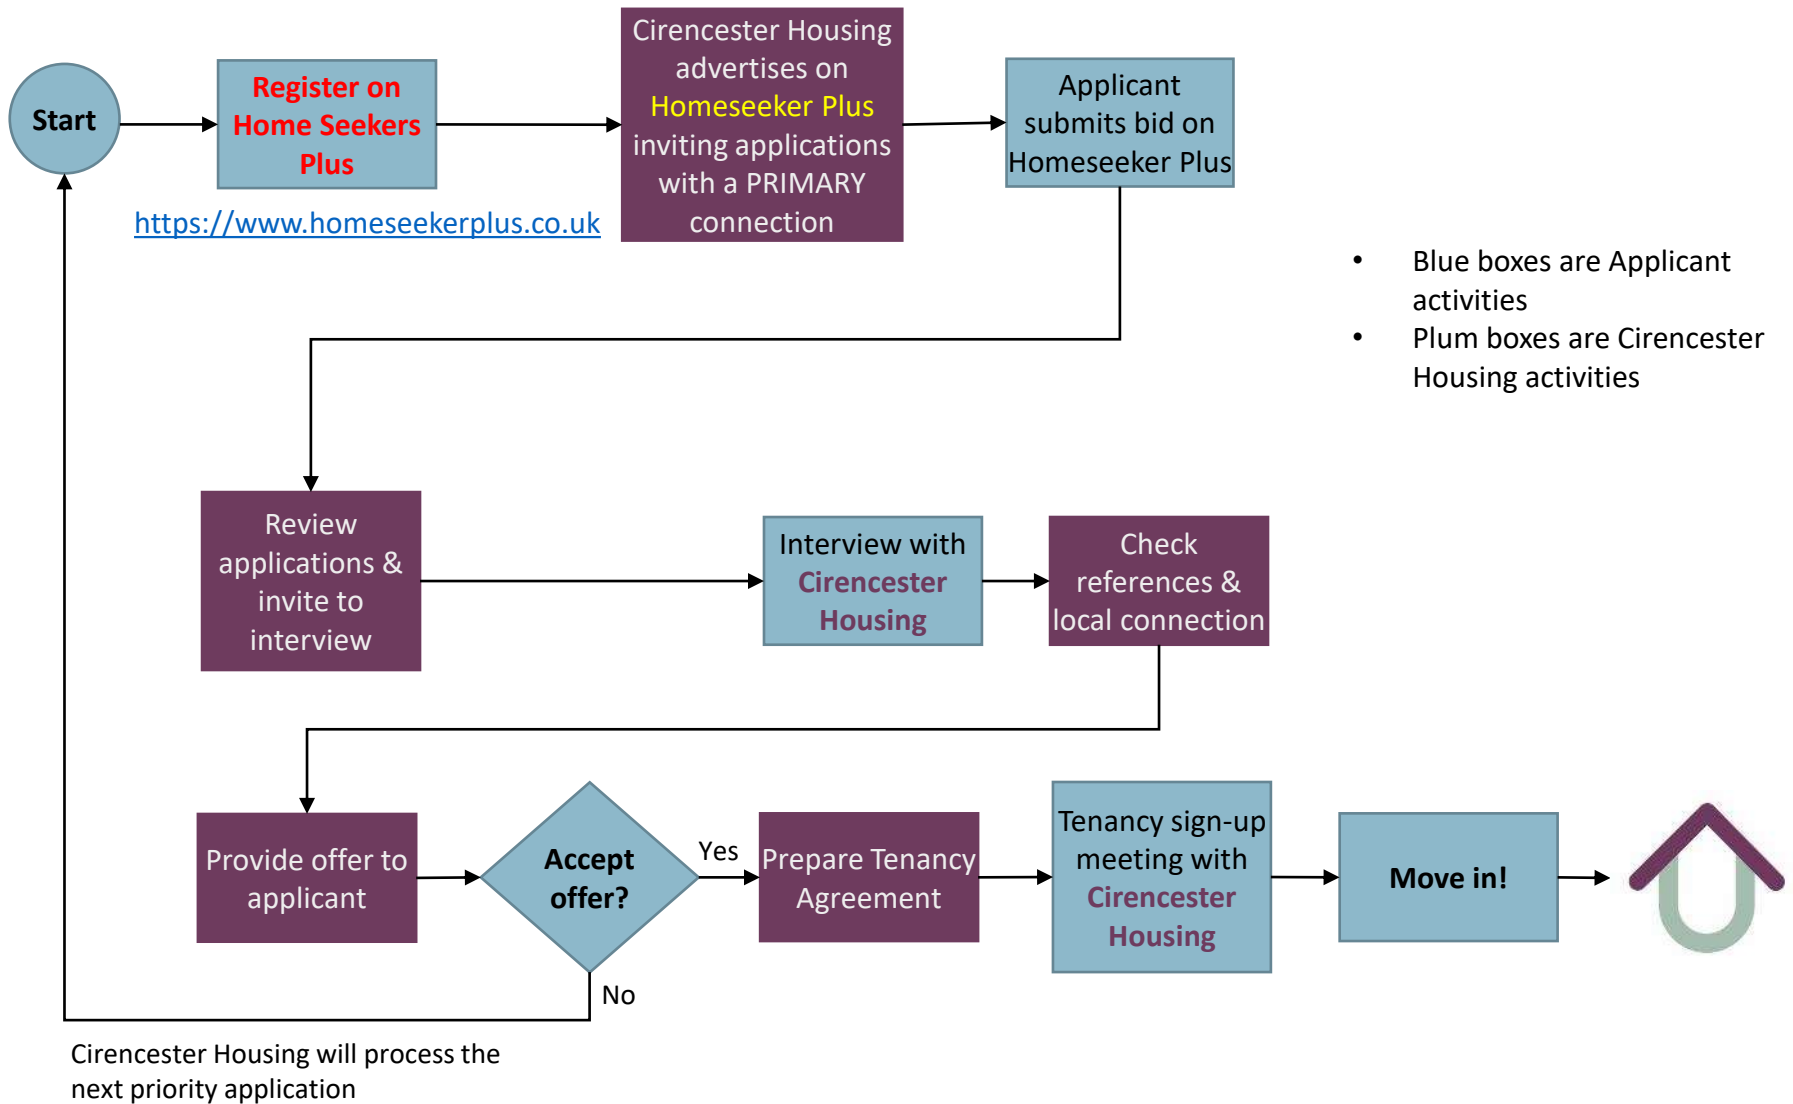 Start
Register on
Home Seekers
Plus
https://www.homeseekerplus.co.uk
Cirencester Housing
advertises on
Homeseeker Plus
inviting applications
with a PRIMARY
connection
Applicant
submits bid on
Homeseeker Plus
• Blue boxes are Applicant
activities
• Plum boxes are Cirencester
Housing activities
Review
applications &
invite to
interview
Interview with
Cirencester
Housing
Check
references &
local connection
Provide offer to
applicant
Accept
offer?
Yes
No
Prepare Tenancy
Agreement
Tenancy sign-up
meeting with
Cirencester
Housing
Move in!
Cirencester Housing will process the
next priority application